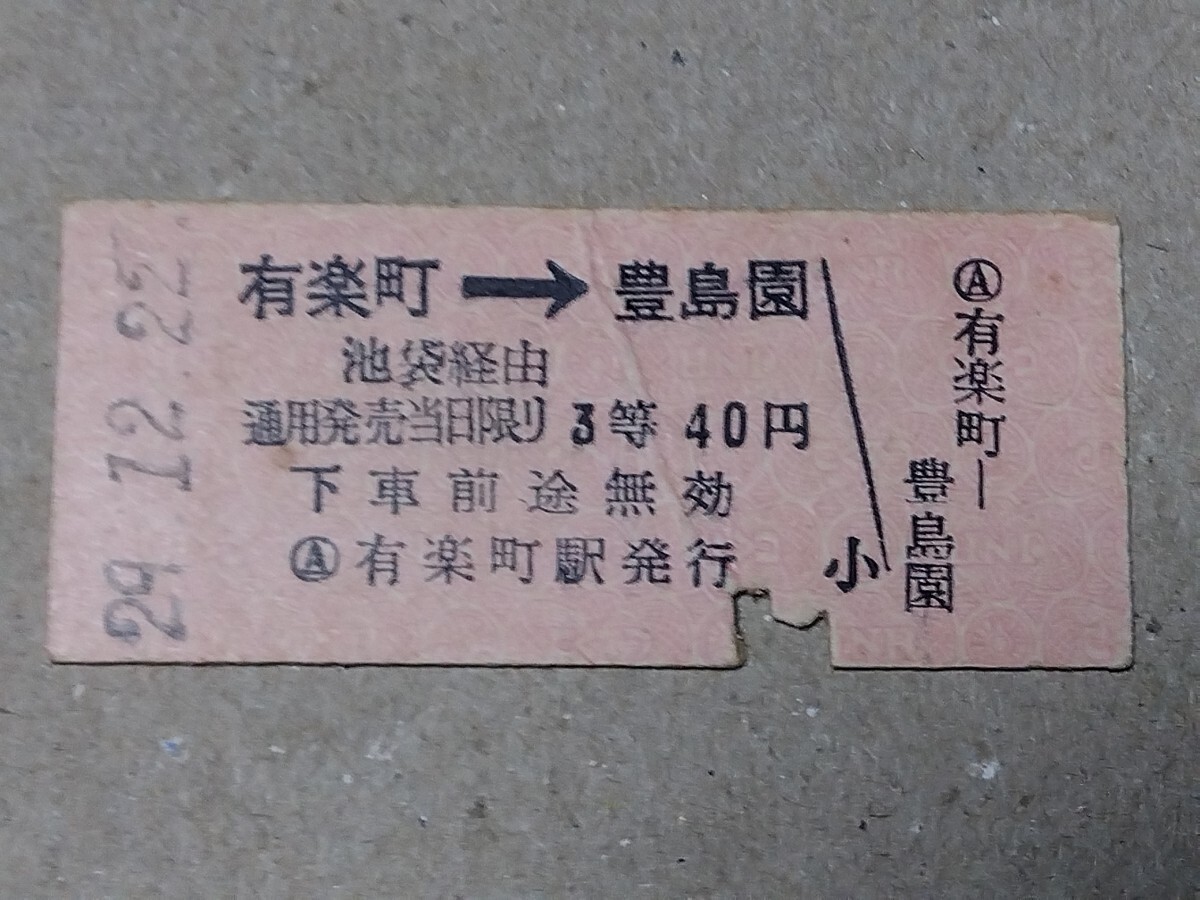 29.12.22.
有楽町→豊島園
池袋経由
通用発売当日限り 3等 40円
下車前途無効
Ⓐ有楽町駅発行
小
Ⓐ有楽町―
豊島園